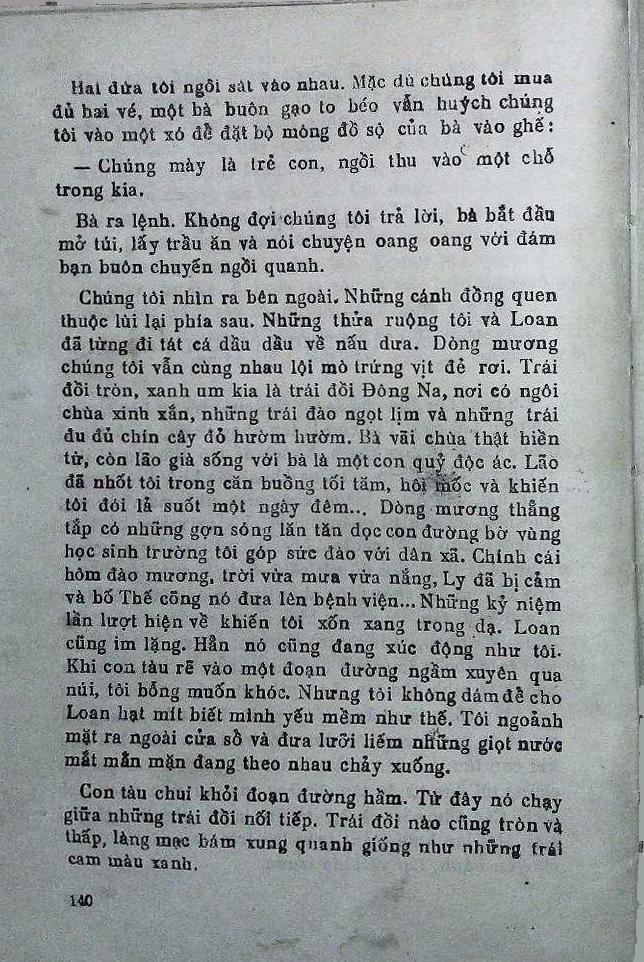 Hai đứa tôi ngồi sát vào nhau. Mặc dù chúng tôi mua
đủ hai vé, một bà buôn gạo to béo vẫn huých chúng
tôi vào một xó để đặt bộ mông đồ sộ của bà vào ghế:
— Chúng mày là trẻ con, ngồi thu vào một chỗ
trong kia.
Bà ra lệnh. Không đợi chúng tôi trả lời, bà bắt đầu
mở túi, lấy trầu ăn và nói chuyện oang oang với đám
bạn buôn chuyến ngồi quanh.
Chúng tôi nhìn ra bên ngoài. Những cánh đồng quen
thuộc lùi lại phía sau. Những thửa ruộng tôi và Loan
đã từng đi tát cá dầu dầu về nấu dưa. Dòng mương
chúng tôi vẫn cùng nhau lội mò trứng vịt đẻ rơi. Trái
đồi tròn, xanh um kia là trái đồi Đông Na, nơi có ngôi
chùa xinh xắn, những trái đào ngọt lịm và những trái
đu đủ chín cây đỏ hườm hườm. Bà vãi chùa thật hiền
từ, còn lão già sống với bà là một con quỷ độc ác. Lão
đã nhốt tôi trong căn buồng tối tăm, hôi mốc và khiến
tôi đói lả suốt một ngày đêm... Dòng mương thẳng
tắp có những gợn sóng lăn tăn dọc con đường bờ vùng
học sinh trường tôi góp sức đào với dân xã. Chính cái
hôm đào mương, trời vừa mưa vừa nắng, Ly đã bị cảm
và bố Thế cõng nó đưa lên bệnh viện... Những kỷ niệm
lần lượt hiện về khiến tôi xốn xang trong dạ. Loan
cũng im lặng. Hẳn nó cũng đang xúc động như tôi.
Khi con tàu rẽ vào một đoạn đường ngầm xuyên qua
núi, tôi bỗng muốn khóc. Nhưng tôi không dám để cho
Loan hạt mít biết mình yếu mềm như thế. Tôi ngoảnh
mặt ra ngoài cửa sổ và đưa lưỡi liếm những giọt nước
mắt mằn mặn đang theo nhau chảy xuống.
Con tàu chui khỏi đoạn đường hầm. Từ đây nó chạy
giữa những trái đồi nối tiếp. Trái đồi nào cũng tròn và
thấp, làng mạc bám xung quanh giống như những trái
cam màu xanh.
140